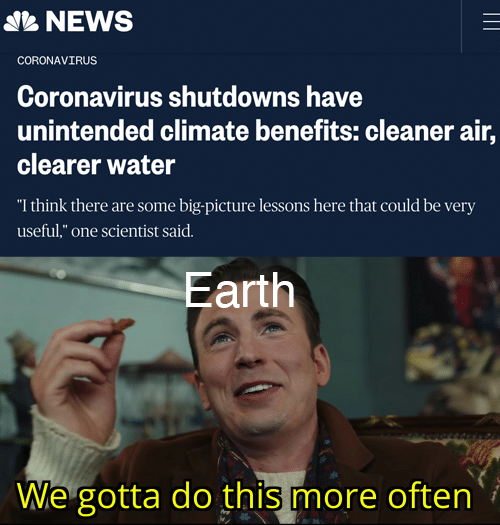 NEWS
CORONAVIRUS
Coronavirus shutdowns have
unintended climate benefits: cleaner air,
clearer water
"I think there are some big-picture lessons here that could be very
useful," one scientist said.
Earth
We gotta do this more often